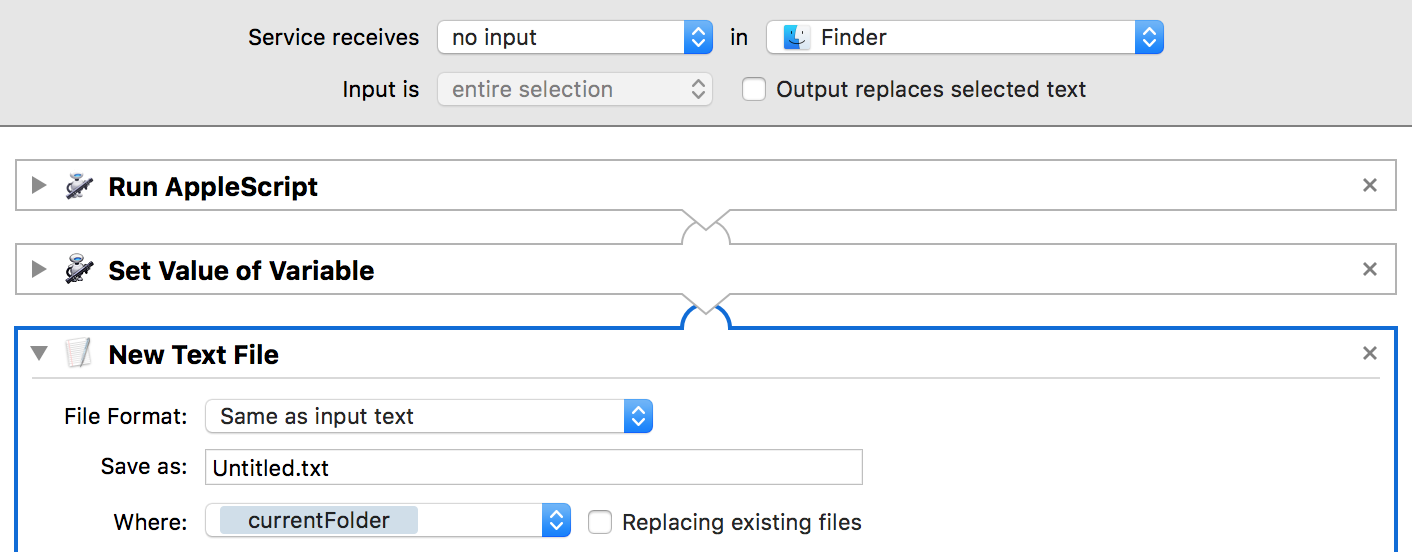 Service receives no input in Finder
Input is entire selection Output replaces selected text
Run AppleScript
Set Value of Variable
New Text File
File Format: Same as input text
Save as: Untitled.txt
Where: currentFolder Replacing existing files